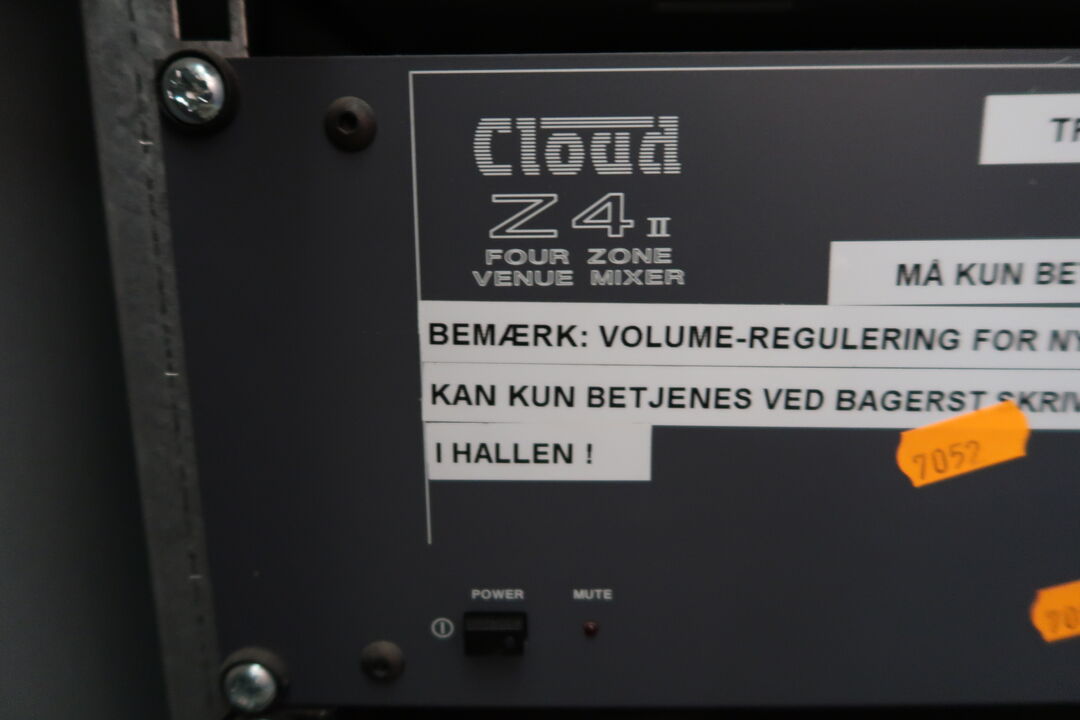 Cloud
Z4 II
FOUR ZONE
VENUE MIXER
MÅ KUN
BEMÆRK: VOLUME-REGULERING FOR
KAN KUN BETJENES VED BAGERST
I HALLEN !
7052
POWER
MUTE